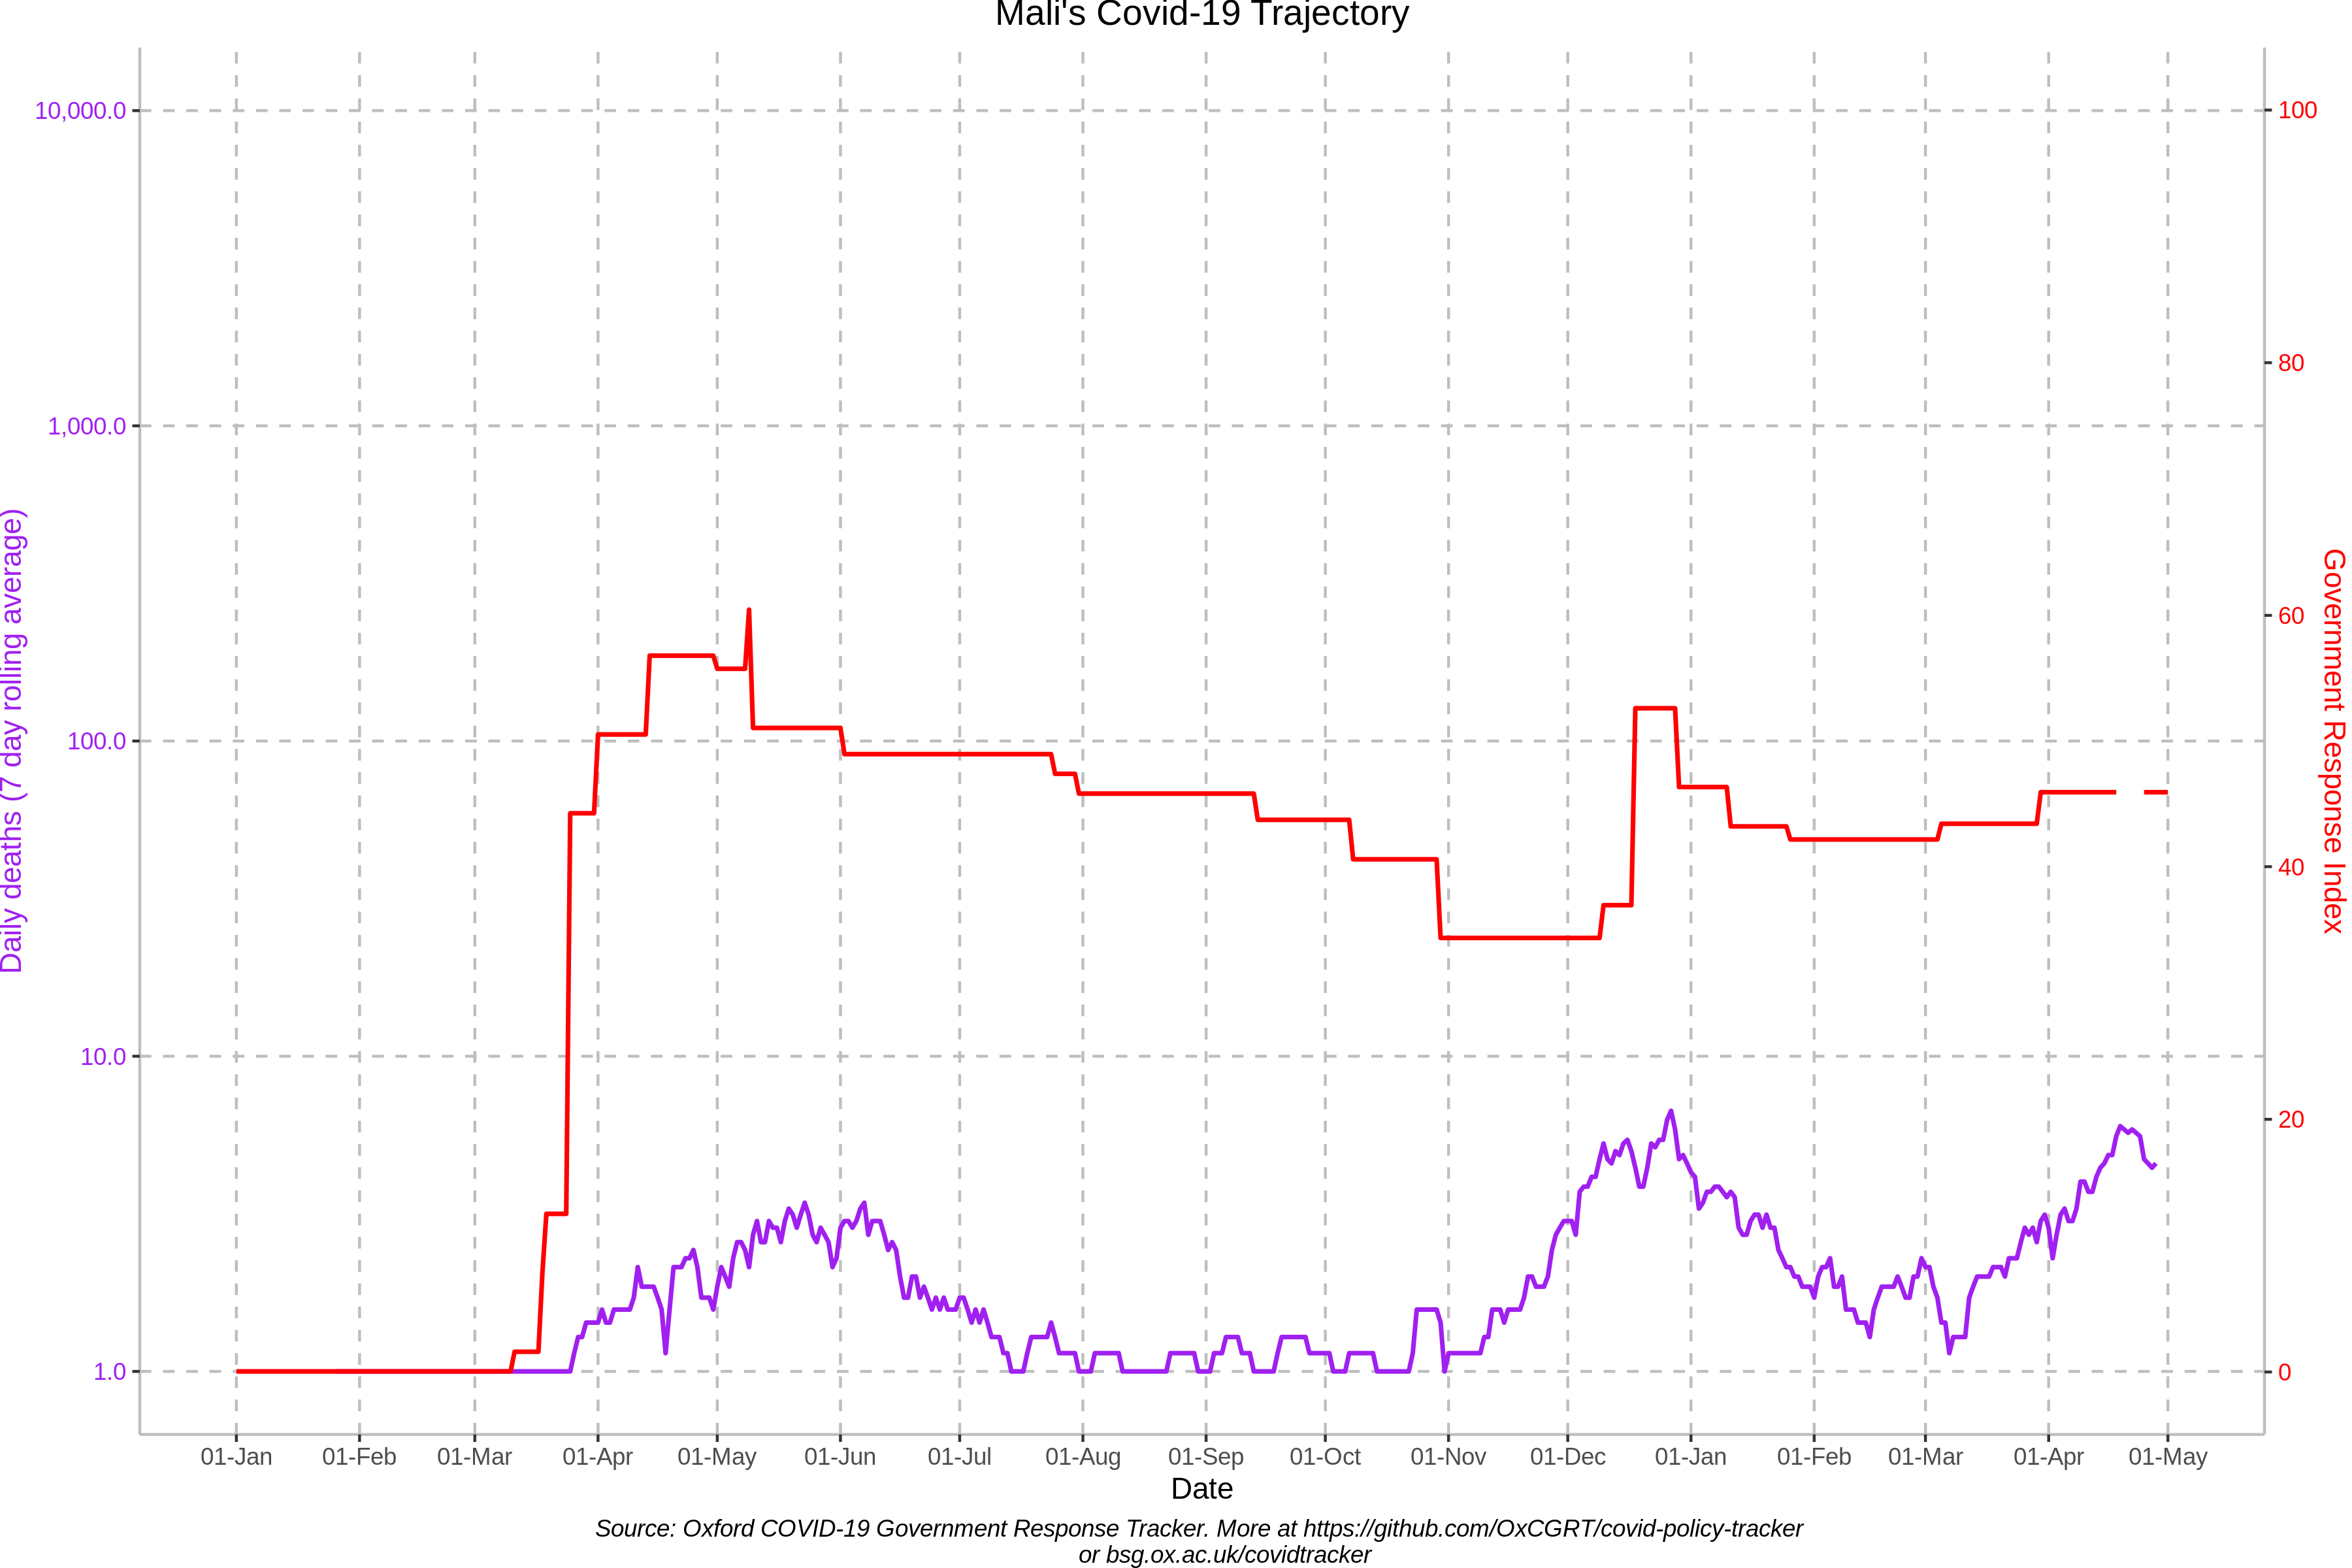 Mali's Covid-19 Trajectory
10,000.0
1,000.0
100.0
10.0
1.0
Daily deaths (7 day rolling average)
100
80
60
40
20
0
Government Response Index
01-Jan 01-Feb 01-Mar 01-Apr 01-May 01-Jun 01-Jul 01-Aug 01-Sep 01-Oct 01-Nov 01-Dec 01-Jan 01-Feb 01-Mar 01-Apr 01-May
Date
Source: Oxford COVID-19 Government Response Tracker. More at https://github.com/OxCGRT/covid-policy-tracker
or bsg.ox.ac.uk/covidtracker